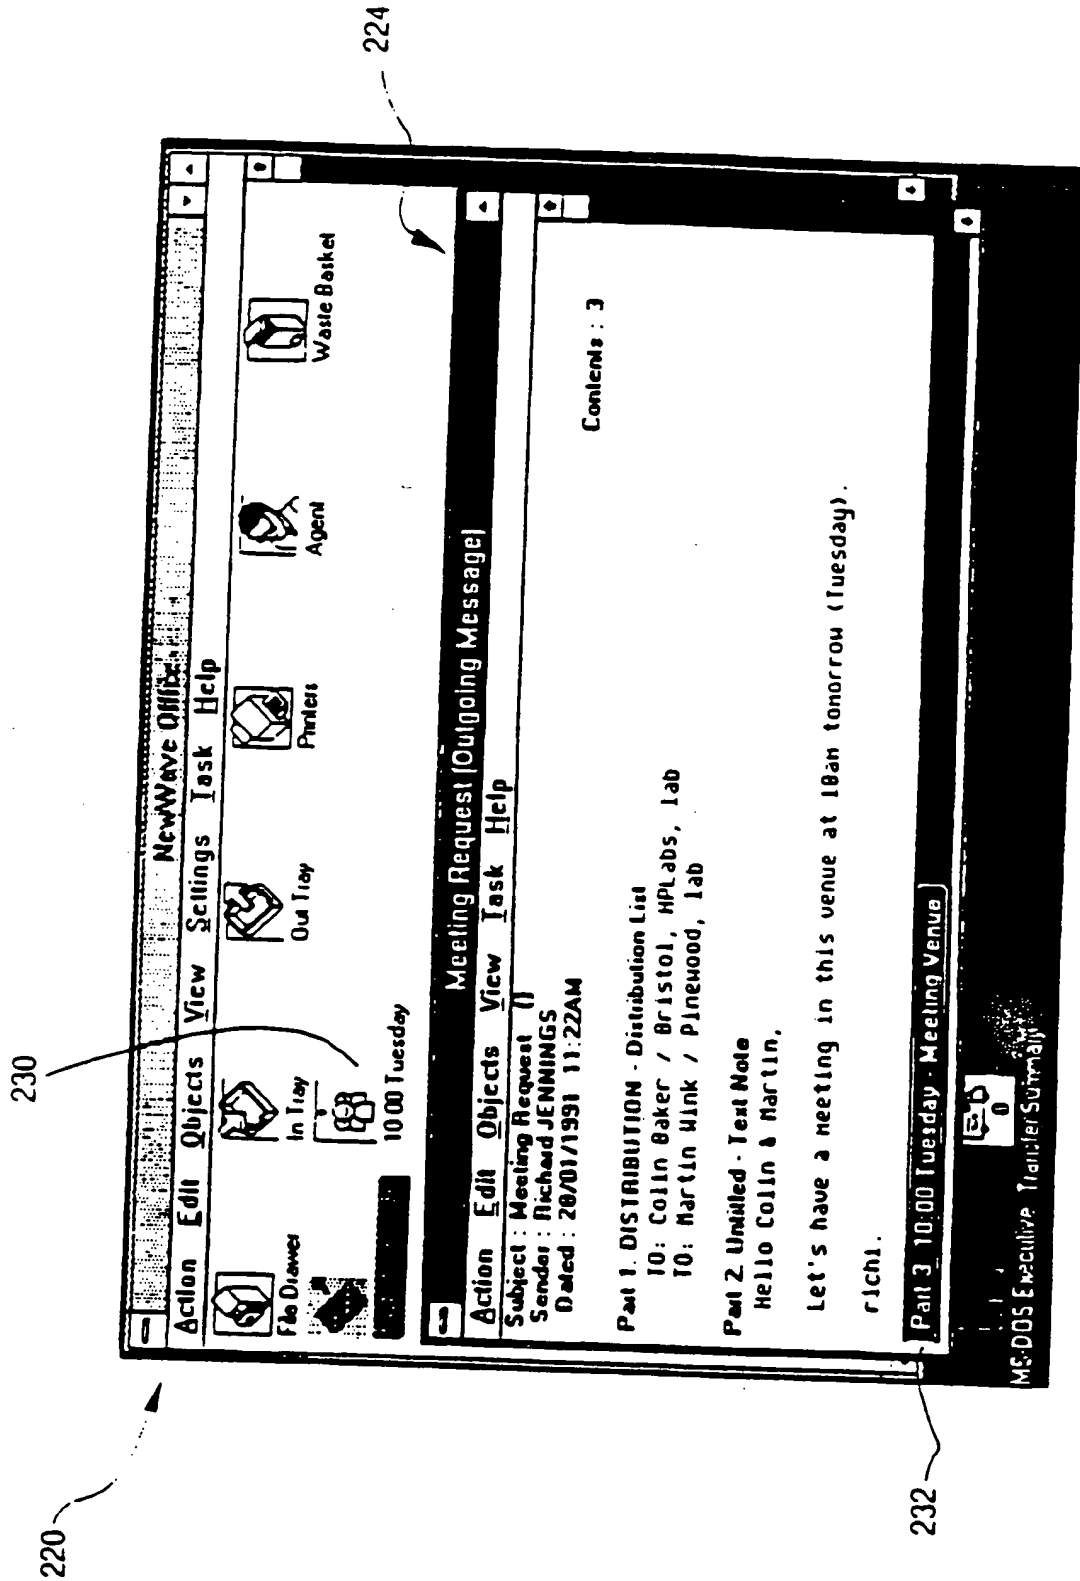 220
230
224
232
NewWave Office
Action Edit Objects View Settings Task Help
File Drawer
In Tray
Out Tray
Printers
Agent
Waste Basket
10 00 Tuesday
Meeting Request (Outgoing Message)
Action Edit Objects View Task Help
Subject : Meeting Request ()
Sender : Richard JENNINGS
Dated : 28/01/1991 11:22AM
Contents : 3
Part 1. DISTRIBUTION - Distribution List
TO: Colin Baker / Bristol, HPLabs, lab
TO: Martin Wink / Pinewood, lab
Part 2. Untitled - Text Note
Hello Colin & Martin,
Let's have a meeting in this venue at 10am tomorrow (Tuesday).
richi.
Part 3 10:00 Tuesday - Meeting Venue
MS-DOS Executive Transfer Summary
0